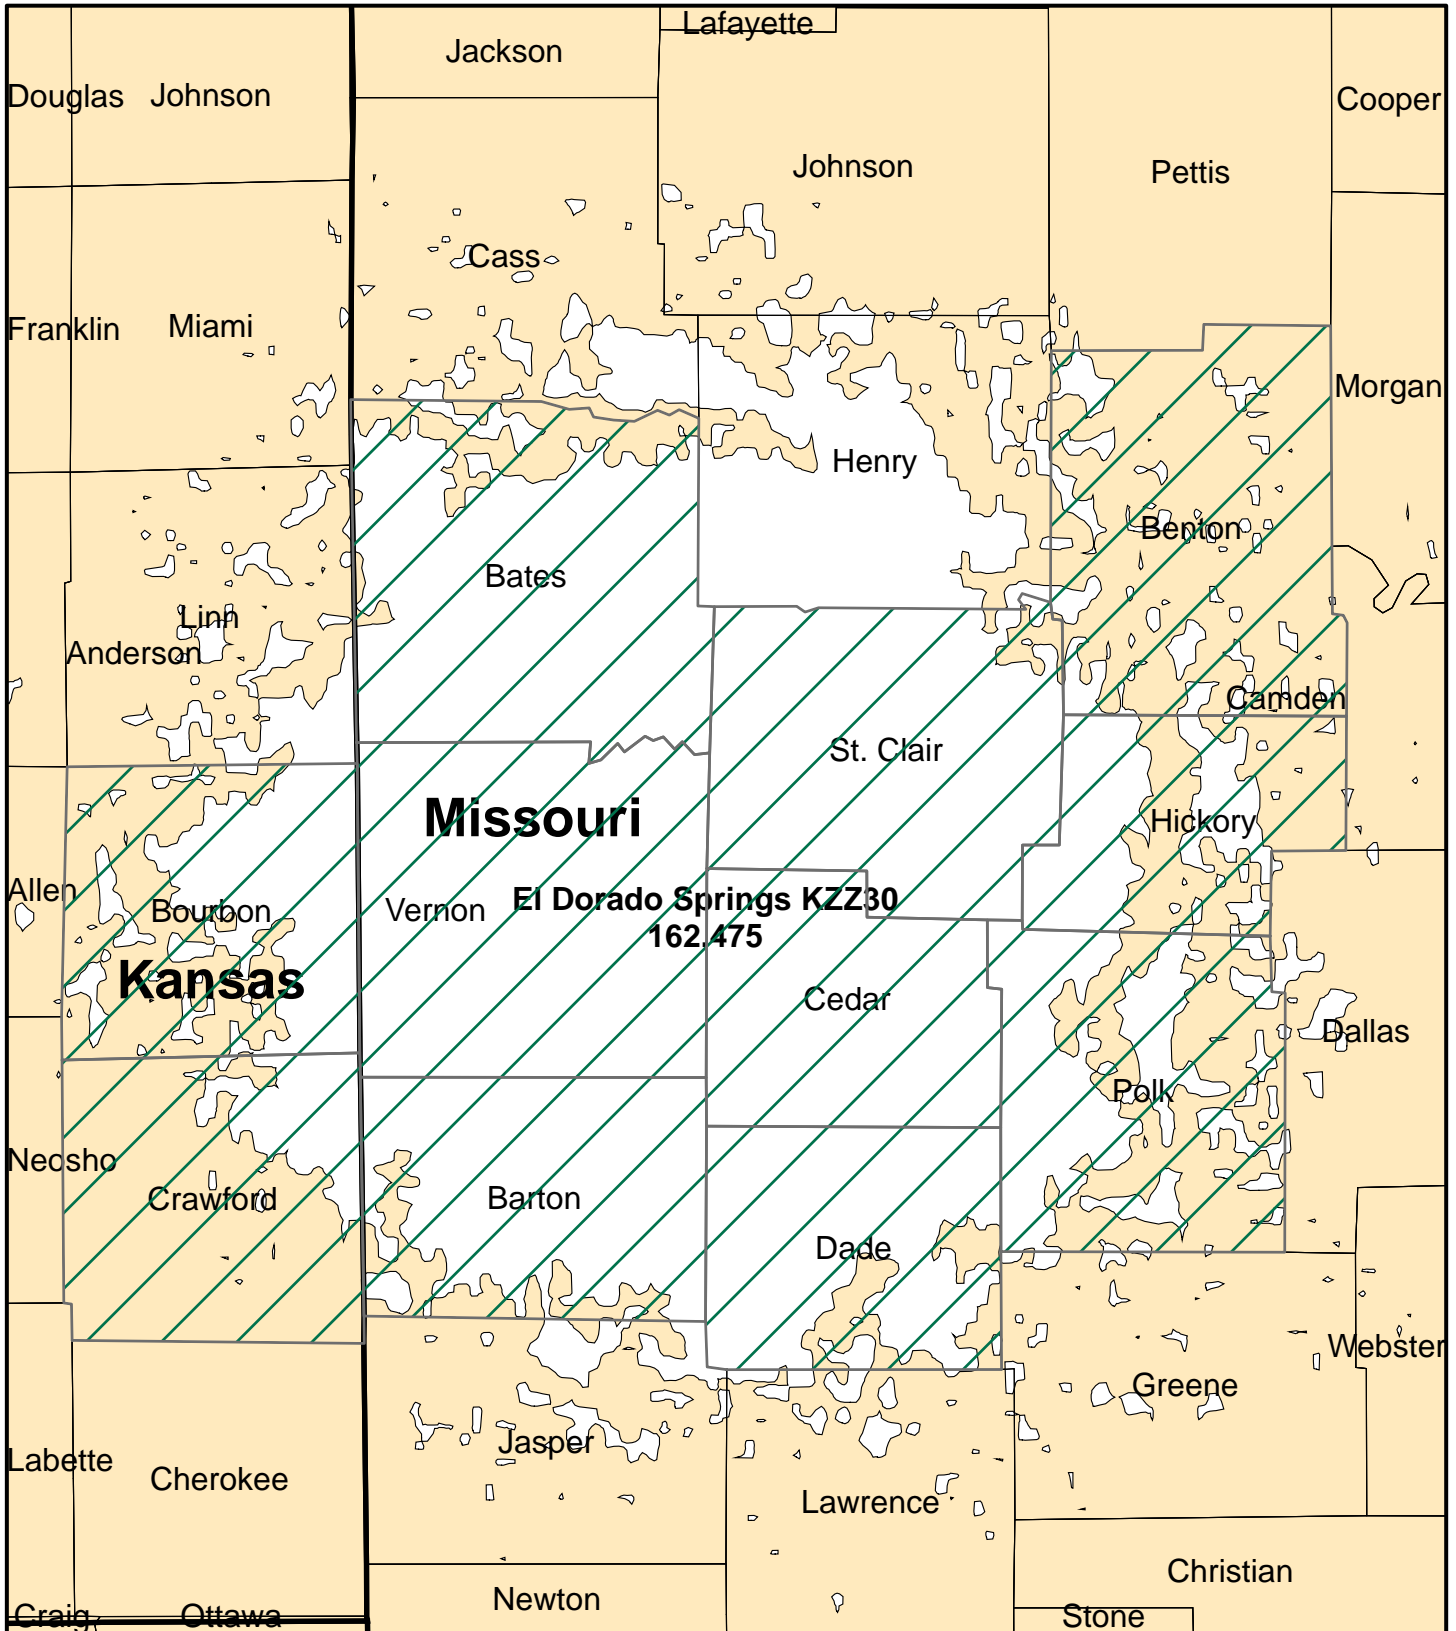 Lafayette
Jackson
Douglas
Johnson
Cooper
Johnson
Pettis
Cass
Franklin
Miami
Morgan
Henry
Benton
Bates
Linn
Anderson
Camden
St. Clair
Missouri
Hickory
Allen
Bourbon
Vernon
El Dorado Springs KZZ30
162.475
Kansas
Cedar
Dallas
Polk
Neosho
Crawford
Barton
Dade
Webster
Greene
Jasper
Labette
Cherokee
Lawrence
Christian
Newton
Craig
Ottawa
Stone